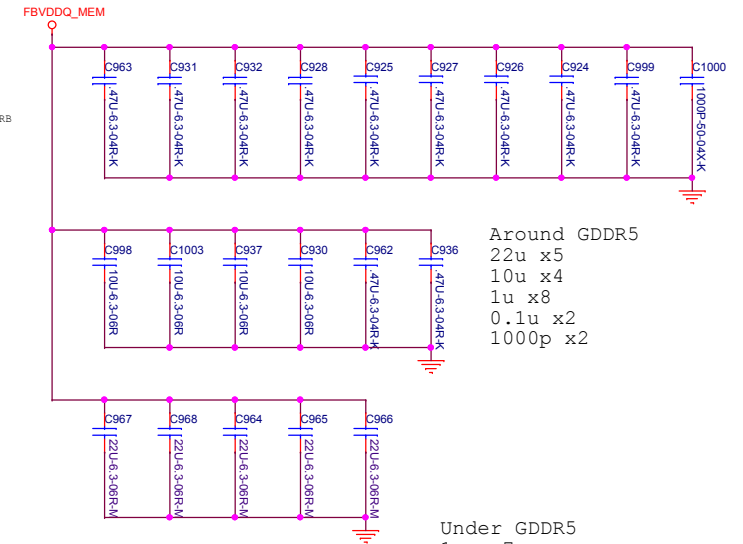 FBVDDQ_MEM
RB
C963
C931
C932
C928
C925
C927
C926
C924
C999
C1000
.47U-6.3-04R-K
.47U-6.3-04R-K
.47U-6.3-04R-K
.47U-6.3-04R-K
.47U-6.3-04R-K
.47U-6.3-04R-K
.47U-6.3-04R-K
.47U-6.3-04R-K
.47U-6.3-04R-K
1000P-50-04X-K
C998
C1003
C937
C930
C962
C936
10U-6.3-06R
10U-6.3-06R
10U-6.3-06R
10U-6.3-06R
.47U-6.3-04R-K
.47U-6.3-04R-K
Around GDDR5
22u x5
10u x4
1u x8
0.1u x2
1000p x2
C967
C968
C964
C965
C966
22U-6.3-06R-M
22U-6.3-06R-M
22U-6.3-06R-M
22U-6.3-06R-M
22U-6.3-06R-M
Under GDDR5